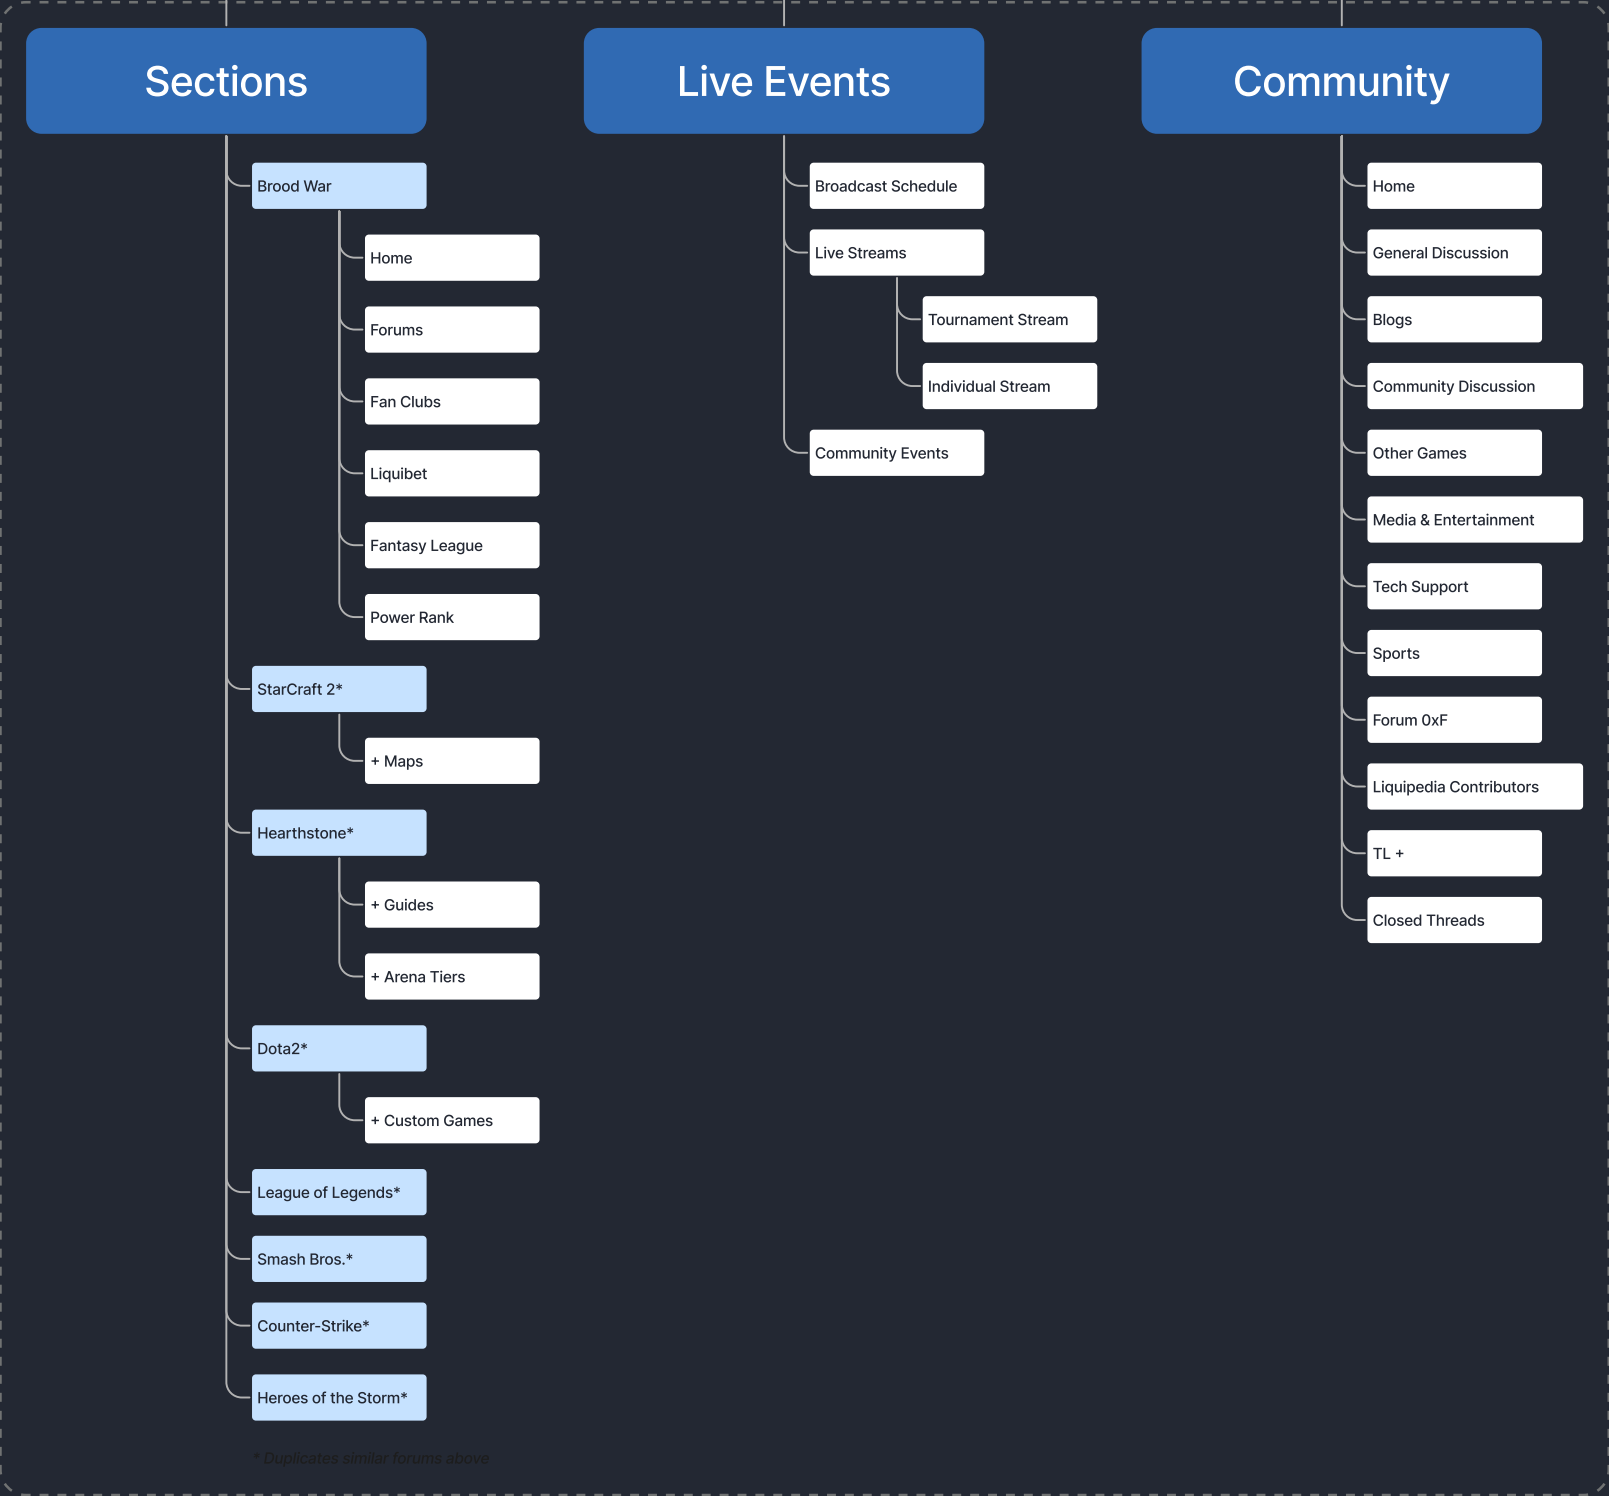 Sections
Brood War
Home
Forums
Fan Clubs
Liquibet
Fantasy League
Power Rank
StarCraft 2*
+ Maps
Hearthstone*
+ Guides
+ Arena Tiers
Dota2*
+ Custom Games
League of Legends*
Smash Bros.*
Counter-Strike*
Heroes of the Storm*
* Duplicates similar forums above
Live Events
Broadcast Schedule
Live Streams
Tournament Stream
Individual Stream
Community Events
Community
Home
General Discussion
Blogs
Community Discussion
Other Games
Media & Entertainment
Tech Support
Sports
Forum 0xF
Liquipedia Contributors
TL +
Closed Threads